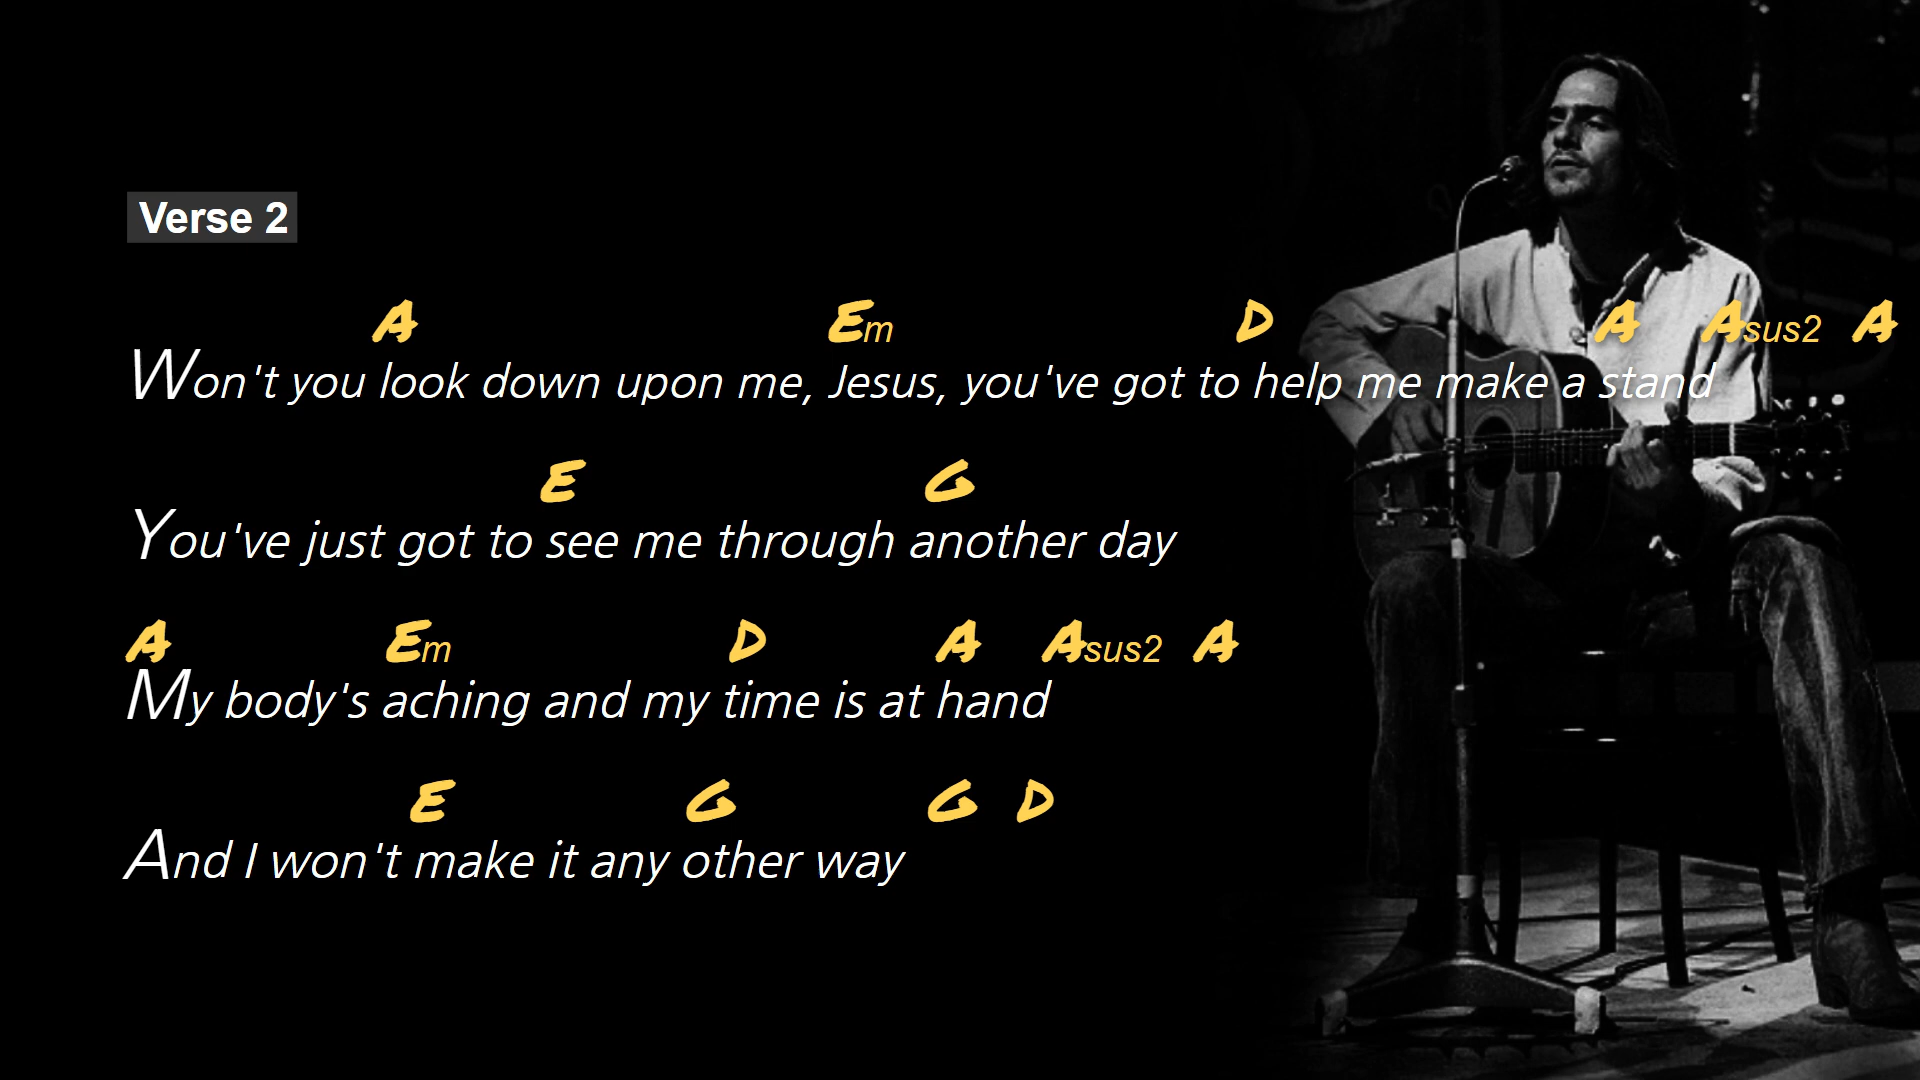 Verse 2
A Em D A Asus2 A
Won't you look down upon me, Jesus, you've got to help me make a stand
E G
You've just got to see me through another day
A Em D A Asus2 A
My body's aching and my time is at hand
E G G D
And I won't make it any other way